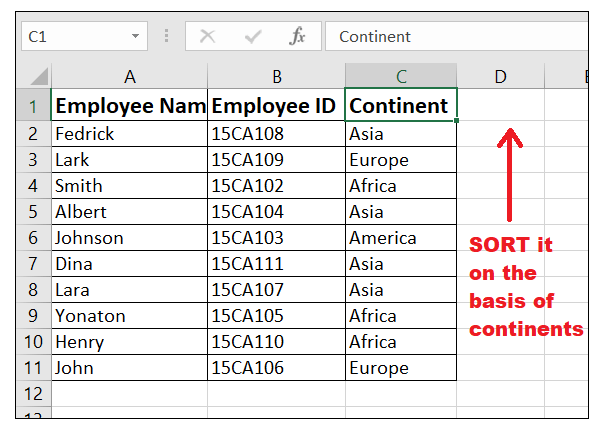 C1 fx Continent
A B C D
1 Employee Nam Employee ID Continent
2 Fedrick 15CA108 Asia
3 Lark 15CA109 Europe
4 Smith 15CA102 Africa
5 Albert 15CA104 Asia
6 Johnson 15CA103 America
7 Dina 15CA111 Asia
8 Lara 15CA107 Asia
9 Yonaton 15CA105 Africa
10 Henry 15CA110 Africa
11 John 15CA106 Europe
12
SORT it
on the
basis of
continents